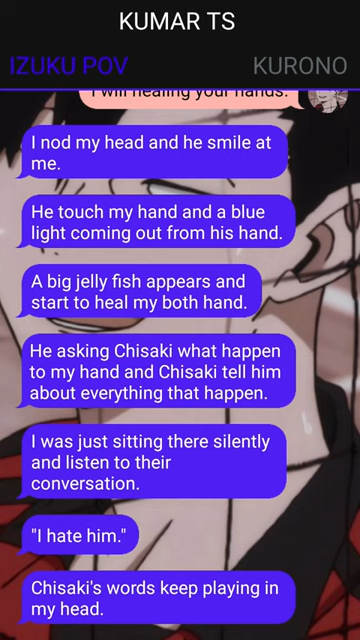 KUMAR TS
IZUKU POV
KURONO
I will healing your hands.
I nod my head and he smile at
me.
He touch my hand and a blue
light coming out from his hand.
A big jelly fish appears and
start to heal my both hand.
He asking Chisaki what happen
to my hand and Chisaki tell him
about everything that happen.
I was just sitting there silently
and listen to their
conversation.
"I hate him."
Chisaki's words keep playing in
my head.